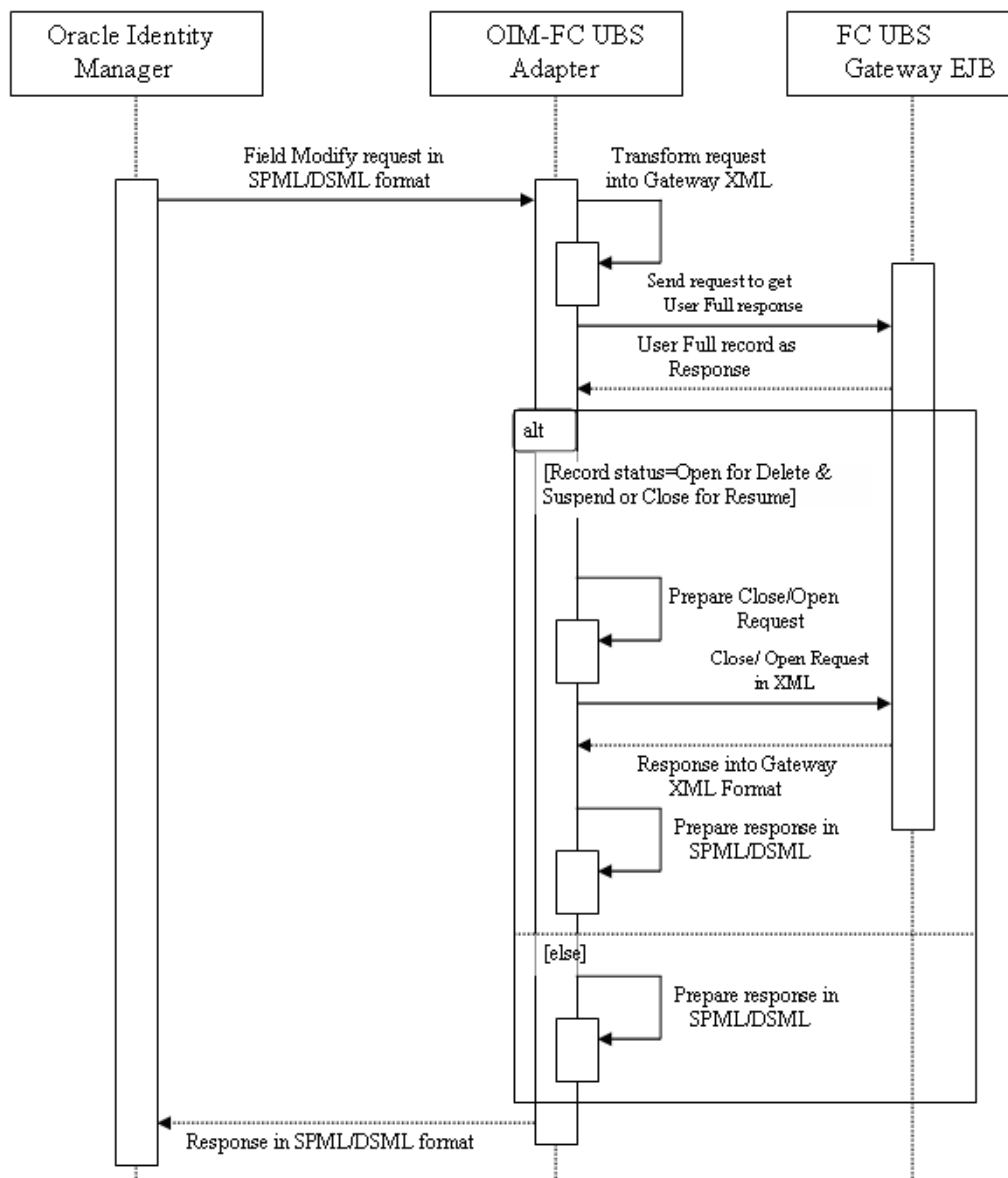 Oracle Identity
Manager
OIM-FC UBS
Adapter
FC UBS
Gateway EJB
Field Modify request in
SPML/DSML format
Transform request
into Gateway XML
Send request to get
User Full response
User Full record as
Response
alt
[Record status=Open for Delete &
Suspend or Close for Resume]
Prepare Close/Open
Request
Close/ Open Request
in XML
Response into Gateway
XML Format
Prepare response in
SPML/DSML
[else]
Prepare response in
SPML/DSML
Response in SPML/DSML format